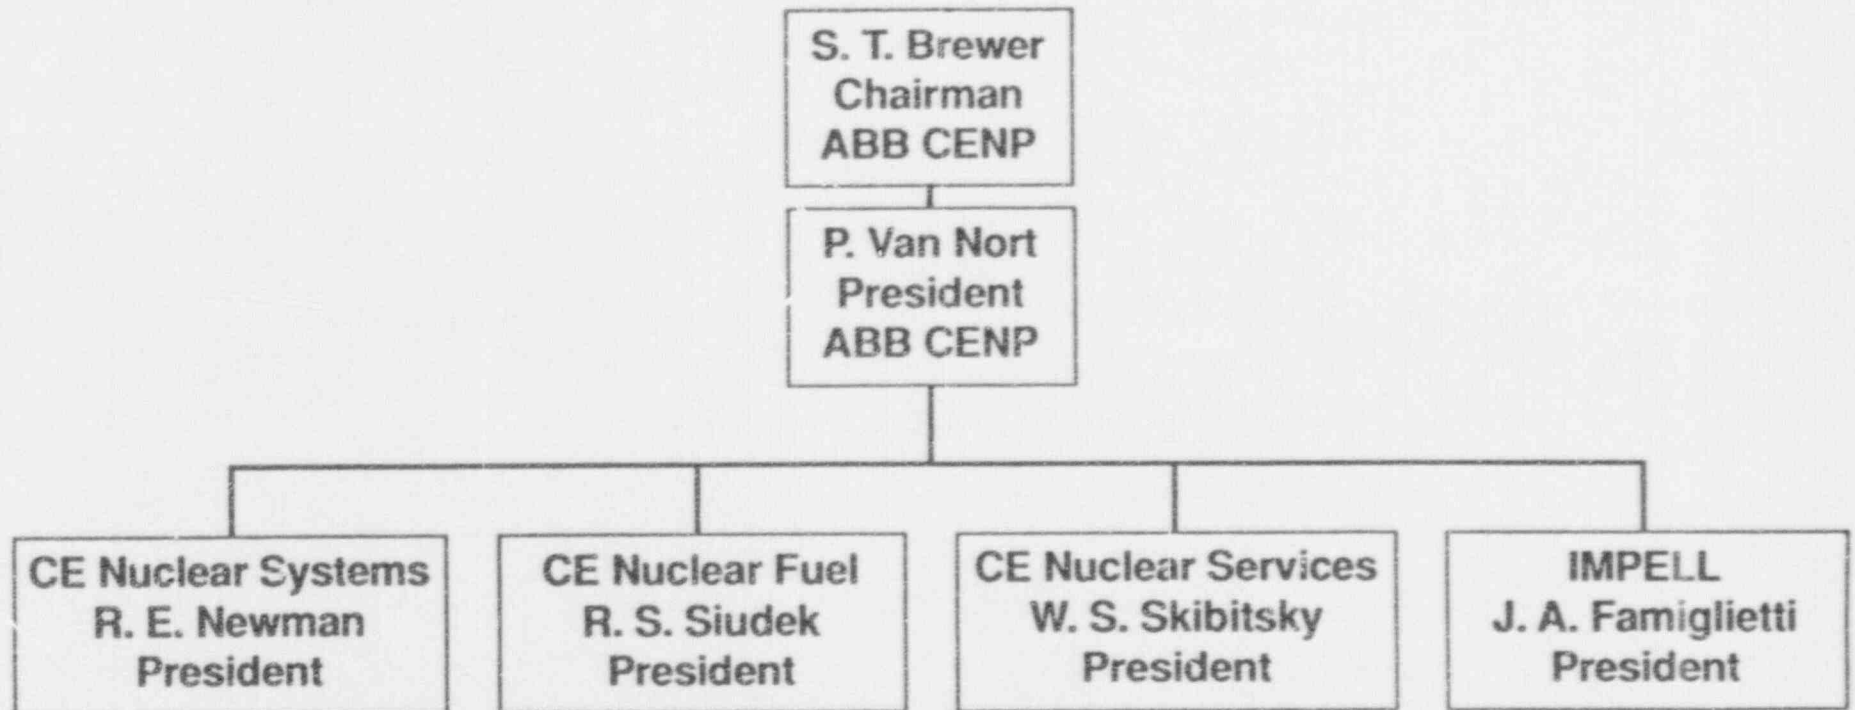 S. T. Brewer
Chairman
ABB CENP
P. Van Nort
President
ABB CENP
CE Nuclear Systems
R. E. Newman
President
CE Nuclear Fuel
R. S. Siudek
President
CE Nuclear Services
W. S. Skibitsky
President
IMPELL
J. A. Famiglietti
President